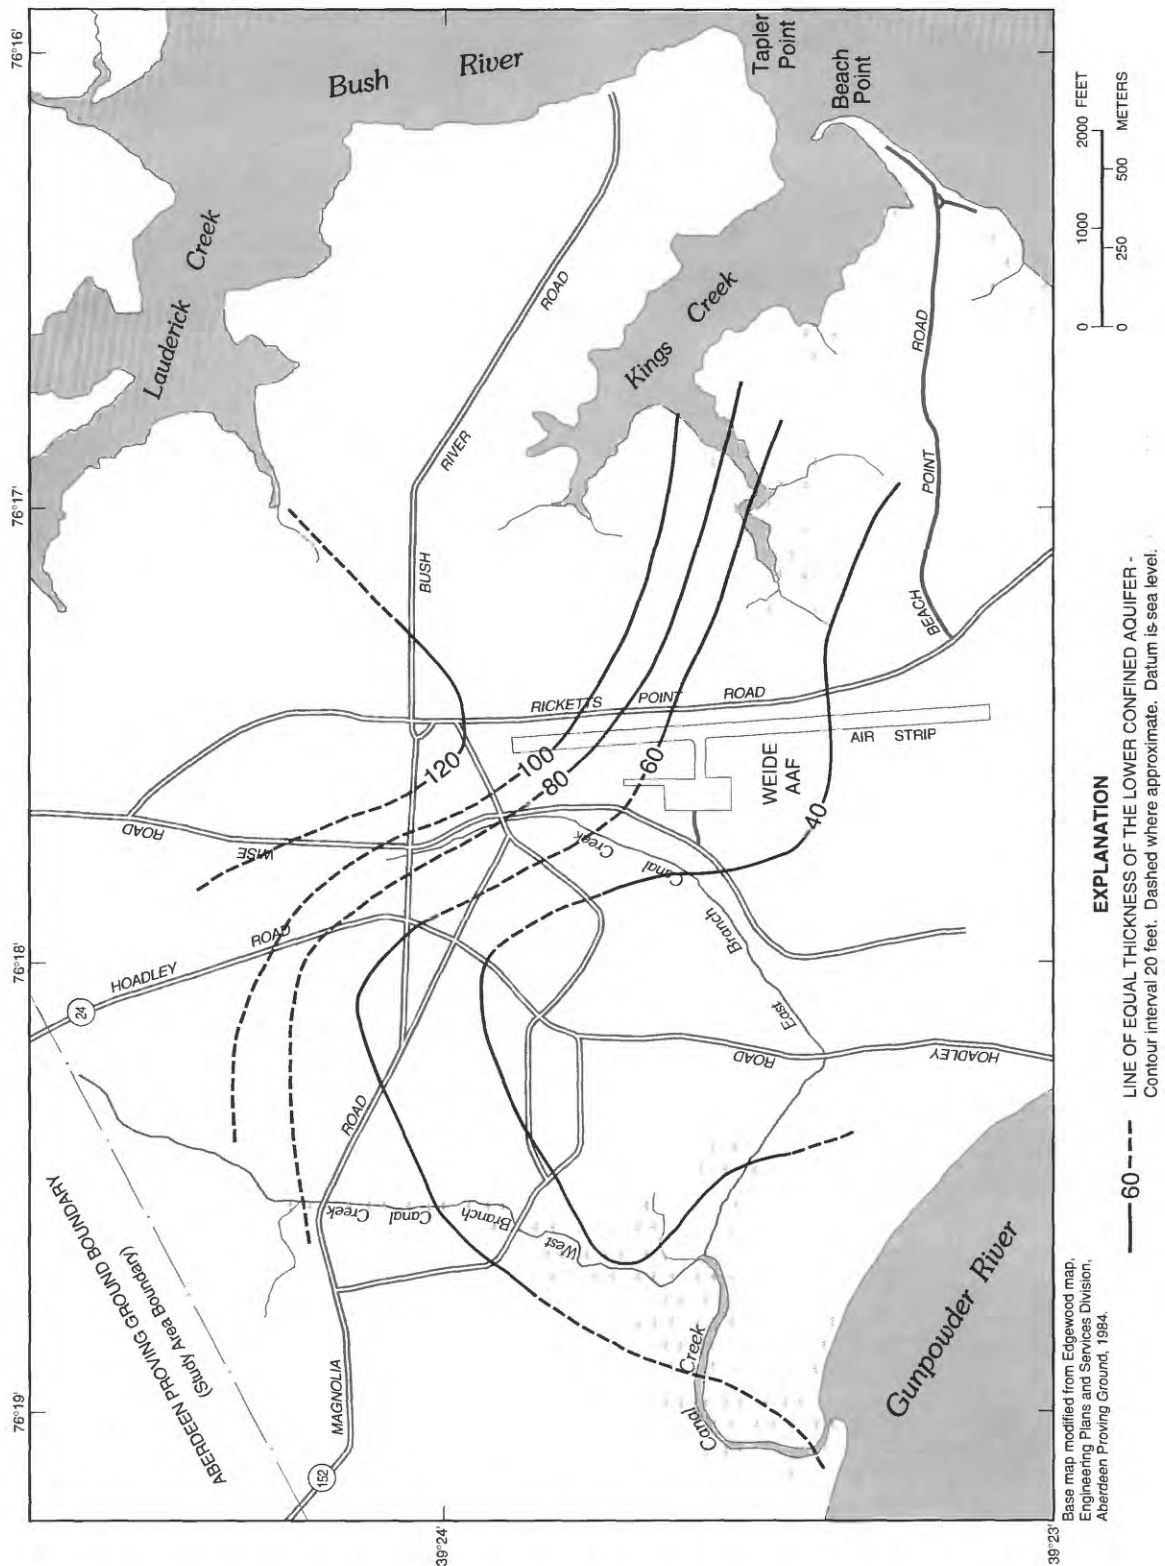 76°16'
76°17'
76°18'
76°19'
39°24'
39°23'
Bush River
Tapler
Point
Beach
Point
Lauderick Creek
Kings Creek
BUSH RIVER ROAD
BEACH POINT ROAD
RICKETTS POINT ROAD
AIR STRIP
WEIDE
AAF
120
100
80
60
40
WISE ROAD
HOADLEY ROAD
24
East Branch Canal Creek
HOADLEY ROAD
MAGNOLIA ROAD
152
West Branch Canal Creek
Canal Creek
Gunpowder River
ABERDEEN PROVING GROUND BOUNDARY
(Study Area Boundary)
0 1000 2000 FEET
0 250 500 METERS
Base map modified from Edgewood map,
Engineering Plans and Services Division,
Aberdeen Proving Ground, 1984.
EXPLANATION
60 LINE OF EQUAL THICKNESS OF THE LOWER CONFINED AQUIFER -
Contour interval 20 feet. Dashed where approximate. Datum is sea level.